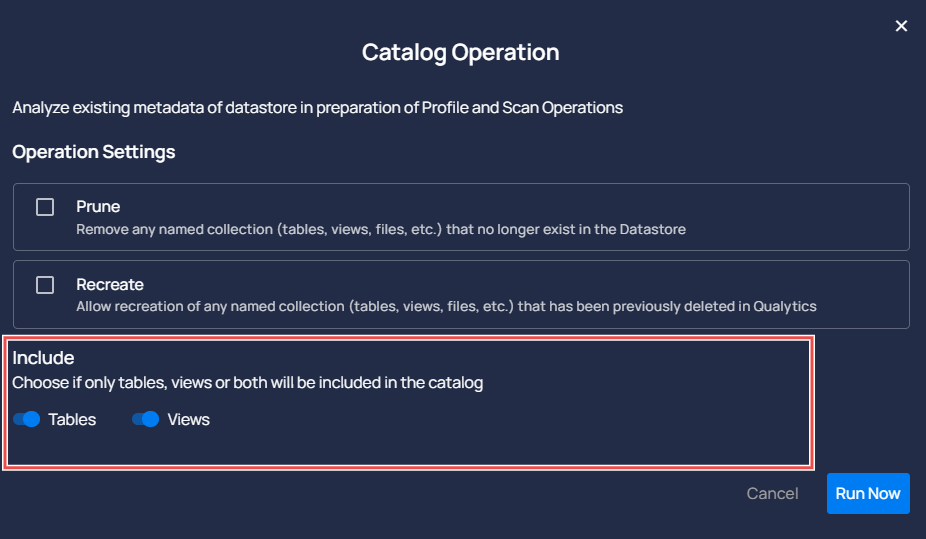 Catalog Operation
Analyze existing metadata of datastore in preparation of Profile and Scan Operations
Operation Settings
Prune
Remove any named collection (tables, views, files, etc.) that no longer exist in the Datastore
Recreate
Allow recreation of any named collection (tables, views, files, etc.) that has been previously deleted in Qualytics
Include
Choose if only tables, views or both will be included in the catalog
Tables Views
Cancel Run Now